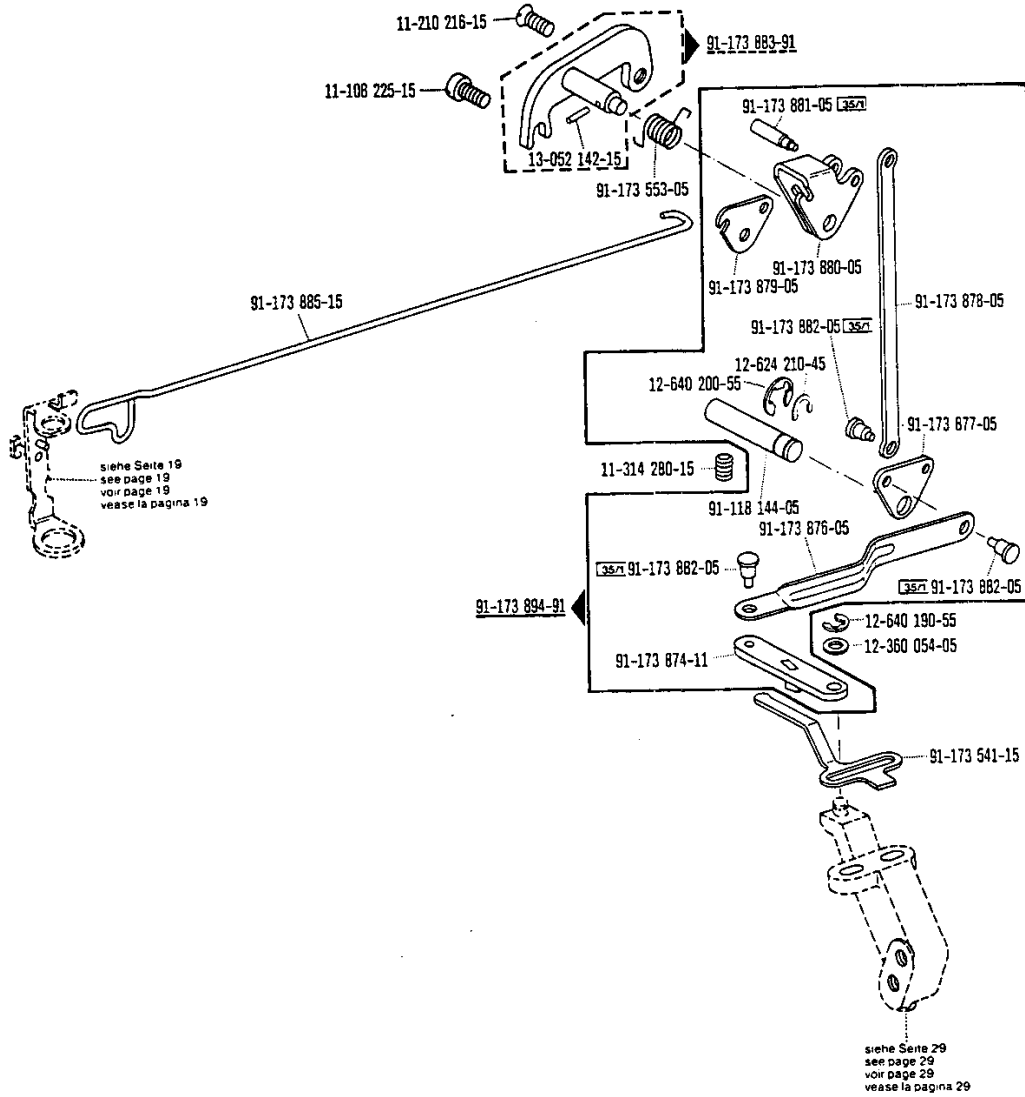 11-210 216-15
91-173 883-91
11-108 225-15
91-173 881-05 35/1
13-052 142-15
91-173 553-05
91-173 880-05
91-173 879-05
91-173 885-15
91-173 878-05
91-173 882-05 35/1
12-624 210-45
12-640 200-55
91-173 877-05
siehe Seite 19
see page 19
voir page 19
vease la pagina 19
11-314 280-15
91-118 144-05
91-173 876-05
35/1 91-173 882-05
35/1 91-173 882-05
91-173 894-91
12-640 190-55
12-360 054-05
91-173 874-11
91-173 541-15
siehe Seite 29
see page 29
voir page 29
vease la pagina 29